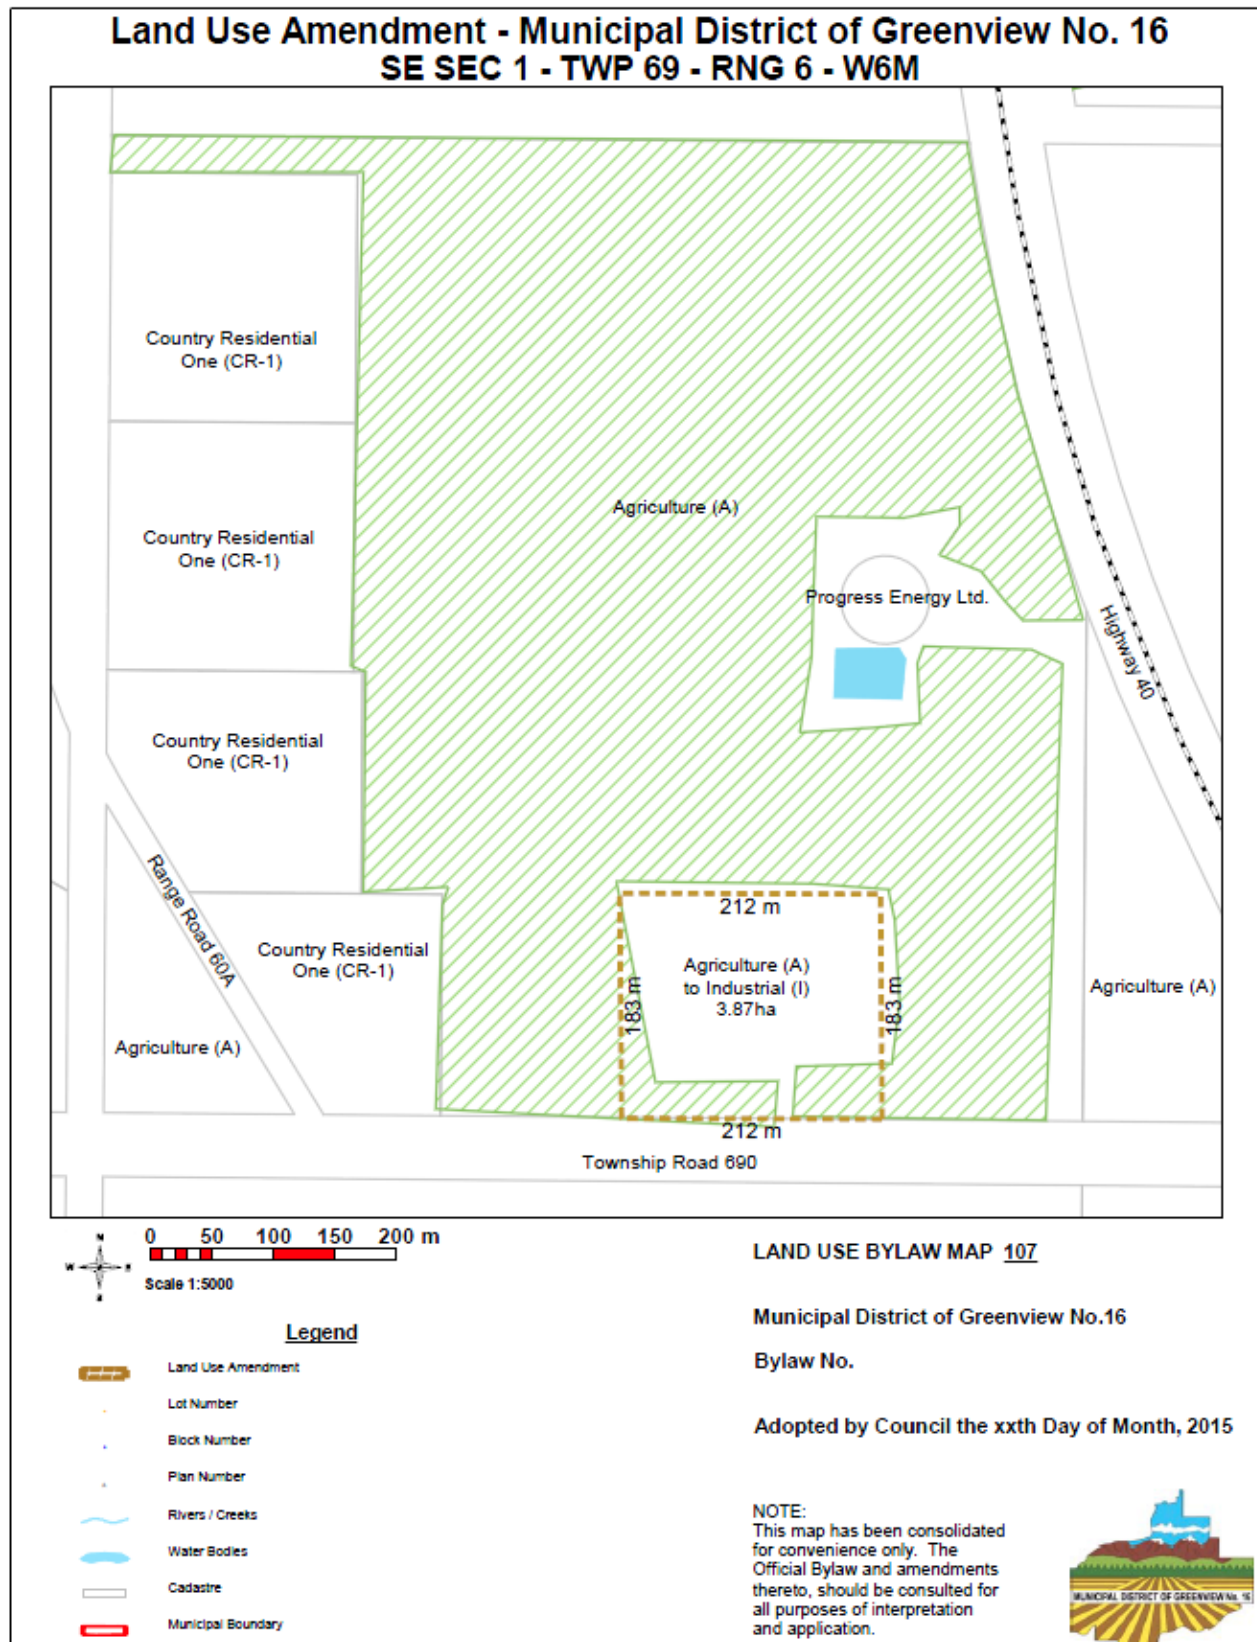 Land Use Amendment - Municipal District of Greenview No. 16
SE SEC 1 - TWP 69 - RNG 6 - W6M
Country Residential
One (CR-1)
Agriculture (A)
Country Residential
One (CR-1)
Progress Energy Ltd.
Highway 40
Country Residential
One (CR-1)
Range Road 60A
212 m
Country Residential
One (CR-1)
Agriculture (A)
to Industrial (I)
3.87ha
183 m
183 m
Agriculture (A)
Agriculture (A)
212 m
Township Road 690
N
W
0 50 100 150 200 m
Scale 1:5000
LAND USE BYLAW MAP 107
Municipal District of Greenview No.16
Bylaw No.
Adopted by Council the xxth Day of Month, 2015
Legend
Land Use Amendment
Lot Number
Block Number
Plan Number
Rivers / Creeks
Water Bodies
Cadastre
Municipal Boundary
NOTE:
This map has been consolidated
for convenience only. The
Official Bylaw and amendments
thereto, should be consulted for
all purposes of interpretation
and application.
MUNICIPAL DISTRICT OF GREENVIEW No. 16